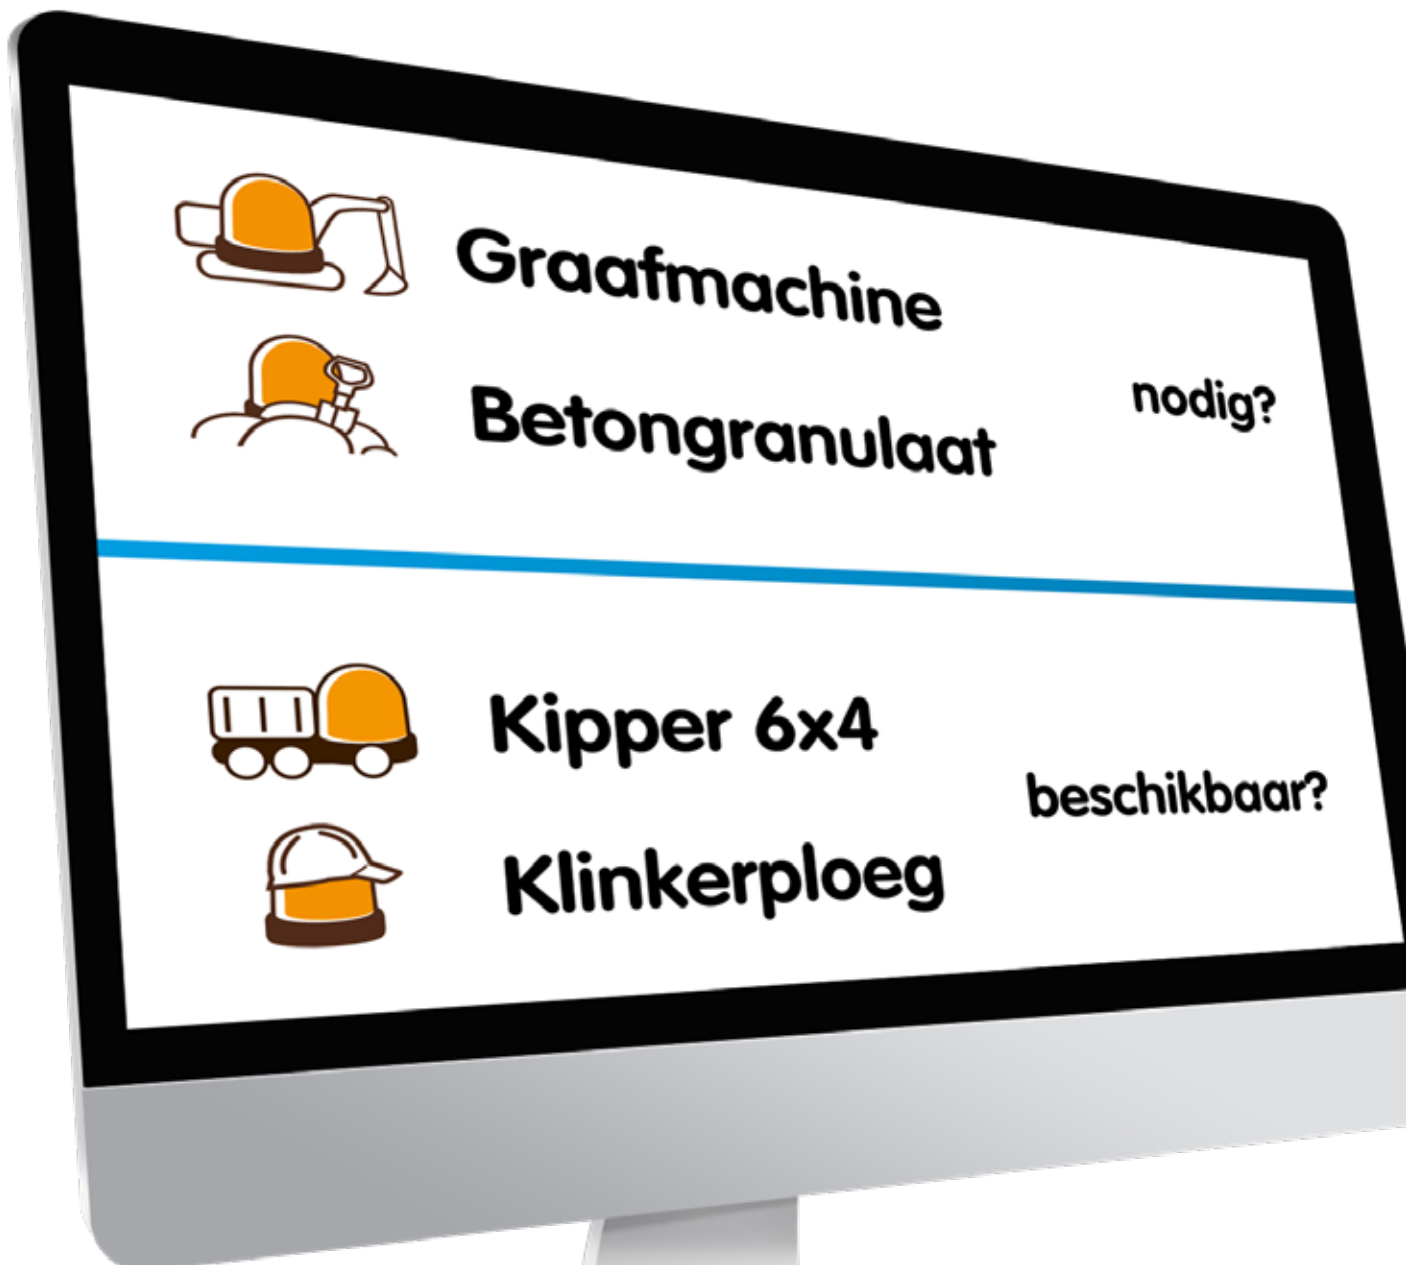 Graafmachine
Betongranulaat
nodig?
Kipper 6x4
beschikbaar?
Klinkerploeg